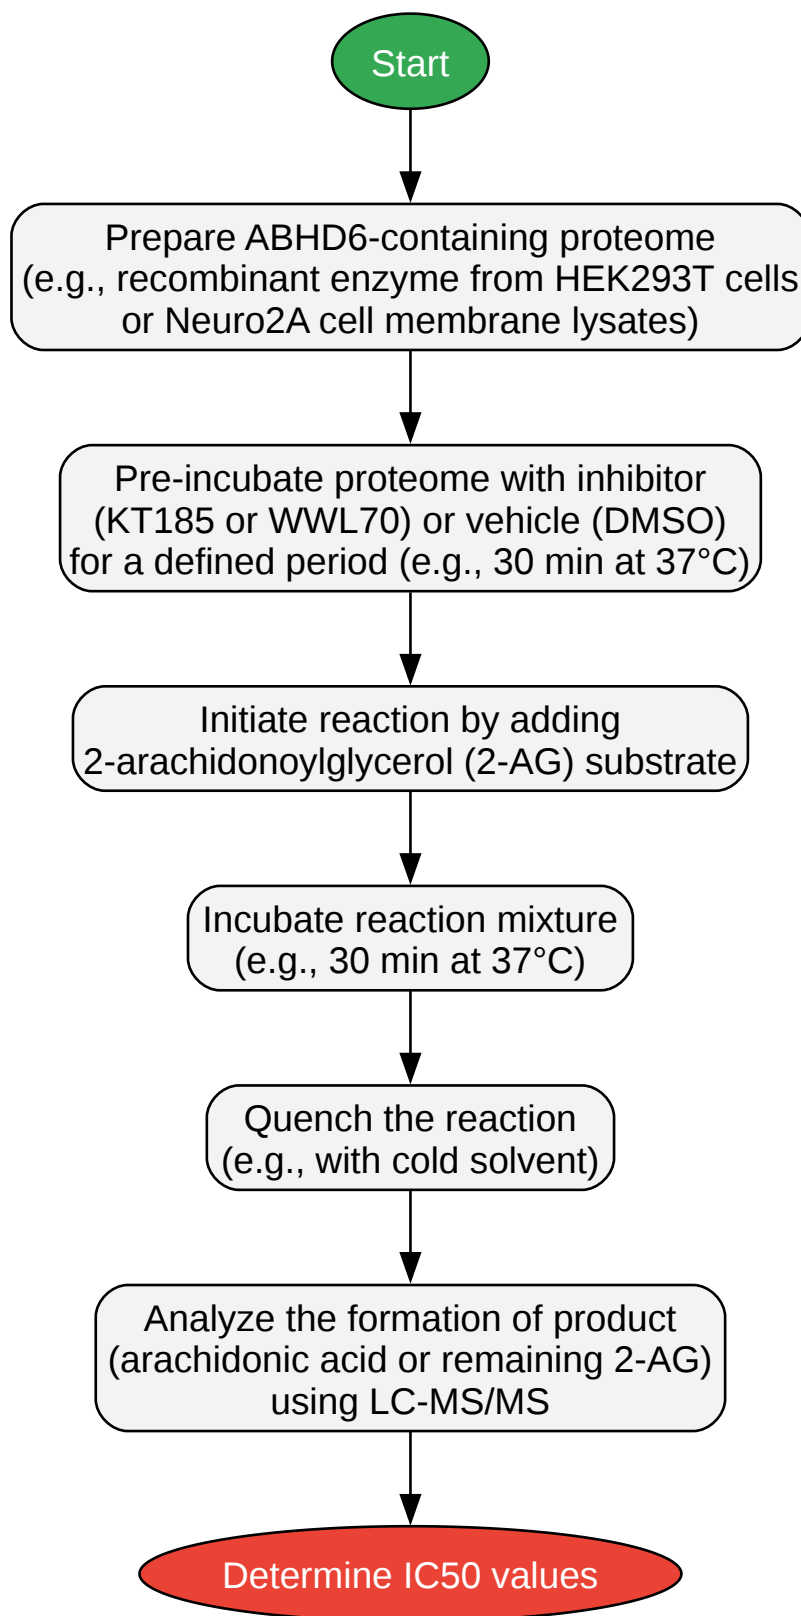 Start
Prepare ABHD6-containing proteome
(e.g., recombinant enzyme from HEK293T cells
or Neuro2A cell membrane lysates)
Pre-incubate proteome with inhibitor
(KT185 or WWL70) or vehicle (DMSO)
for a defined period (e.g., 30 min at 37°C)
Initiate reaction by adding
2-arachidonoylglycerol (2-AG) substrate
Incubate reaction mixture
(e.g., 30 min at 37°C)
Quench the reaction
(e.g., with cold solvent)
Analyze the formation of product
(arachidonic acid or remaining 2-AG)
using LC-MS/MS
Determine IC50 values